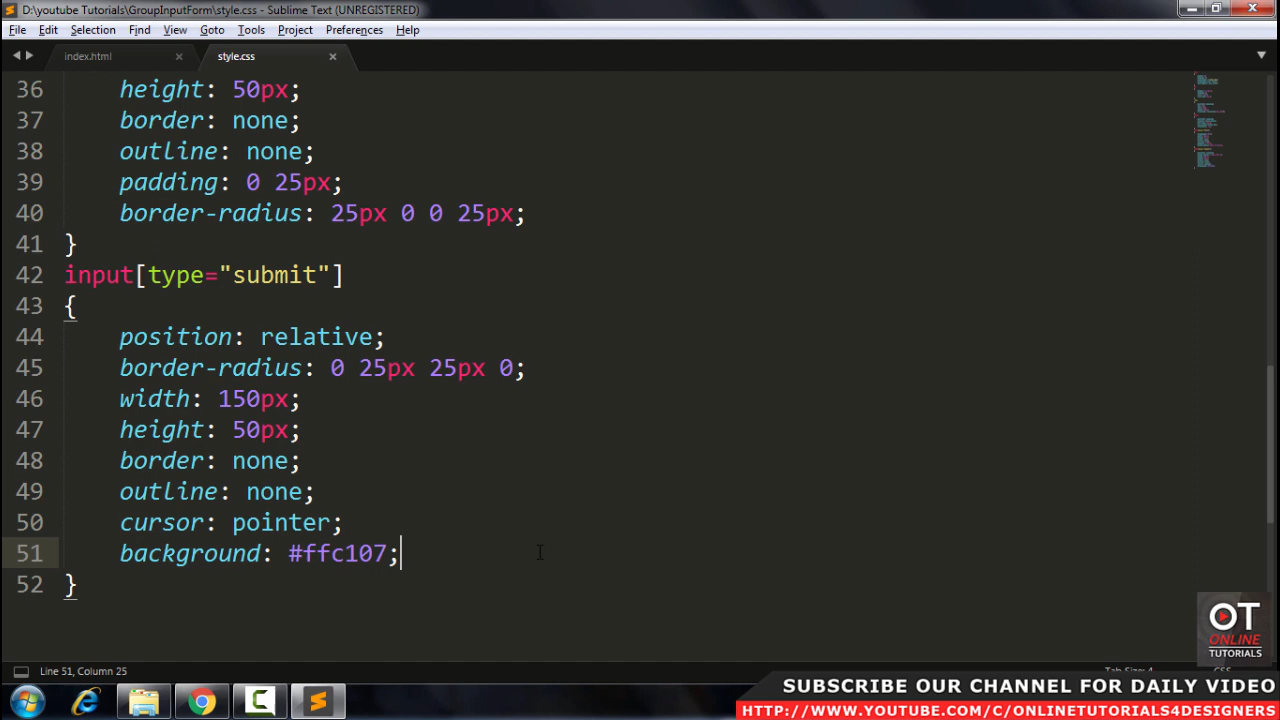 D:\youtube Tutorials\GroupInputForm\style.css - Sublime Text (UNREGISTERED)
File Edit Selection Find View Goto Tools Project Preferences Help
index.html × style.css ×
36 height: 50px;
37 border: none;
38 outline: none;
39 padding: 0 25px;
40 border-radius: 25px 0 0 25px;
41 }
42 input[type="submit"]
43 {
44 position: relative;
45 border-radius: 0 25px 25px 0;
46 width: 150px;
47 height: 50px;
48 border: none;
49 outline: none;
50 cursor: pointer;
51 background: #ffc107;
52 }
OT
ONLINE
TUTORIALS
Line 51, Column 25
SUBSCRIBE OUR CHANNEL FOR DAILY VIDEO
HTTP://WWW.YOUTUBE.COM/C/ONLINETUTORIALS4DESIGNERS